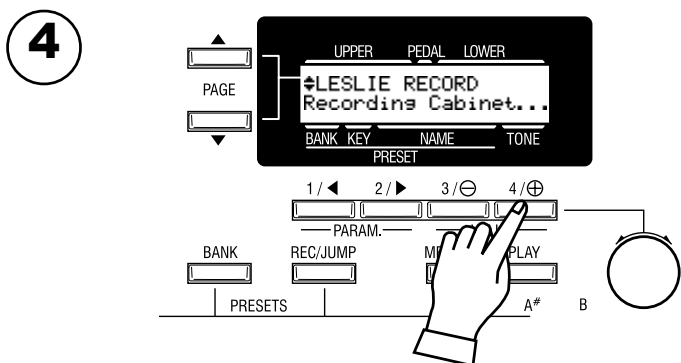 4
UPPER PEDAL LOWER
PAGE
LESLIE RECORD
Recording Cabinet...
BANK KEY NAME TONE
PRESET
1/◀ 2/▶ 3/⊖ 4/⊕
PARAM.
BANK REC/JUMP PLAY
PRESETS A# B